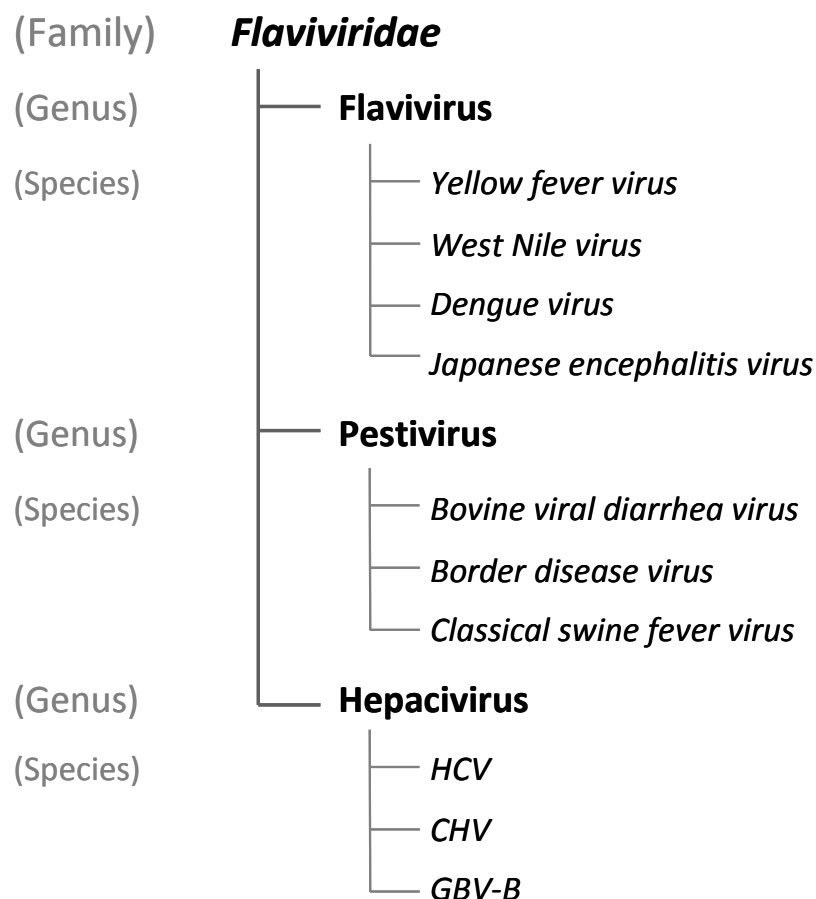 (Family) Flaviviridae
(Genus) Flavivirus
(Species) Yellow fever virus
West Nile virus
Dengue virus
Japanese encephalitis virus
(Genus) Pestivirus
(Species) Bovine viral diarrhea virus
Border disease virus
Classical swine fever virus
(Genus) Hepacivirus
(Species) HCV
CHV
GBV-B